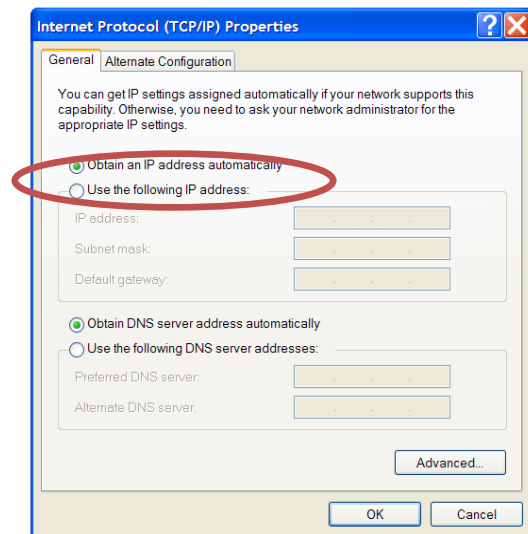 Internet Protocol (TCP/IP) Properties
General Alternate Configuration
You can get IP settings assigned automatically if your network supports this
capability. Otherwise, you need to ask your network administrator for the
appropriate IP settings.
Obtain an IP address automatically
Use the following IP address:
IP address:
Subnet mask:
Default gateway:
Obtain DNS server address automatically
Use the following DNS server addresses:
Preferred DNS server:
Alternate DNS server:
Advanced...
OK Cancel